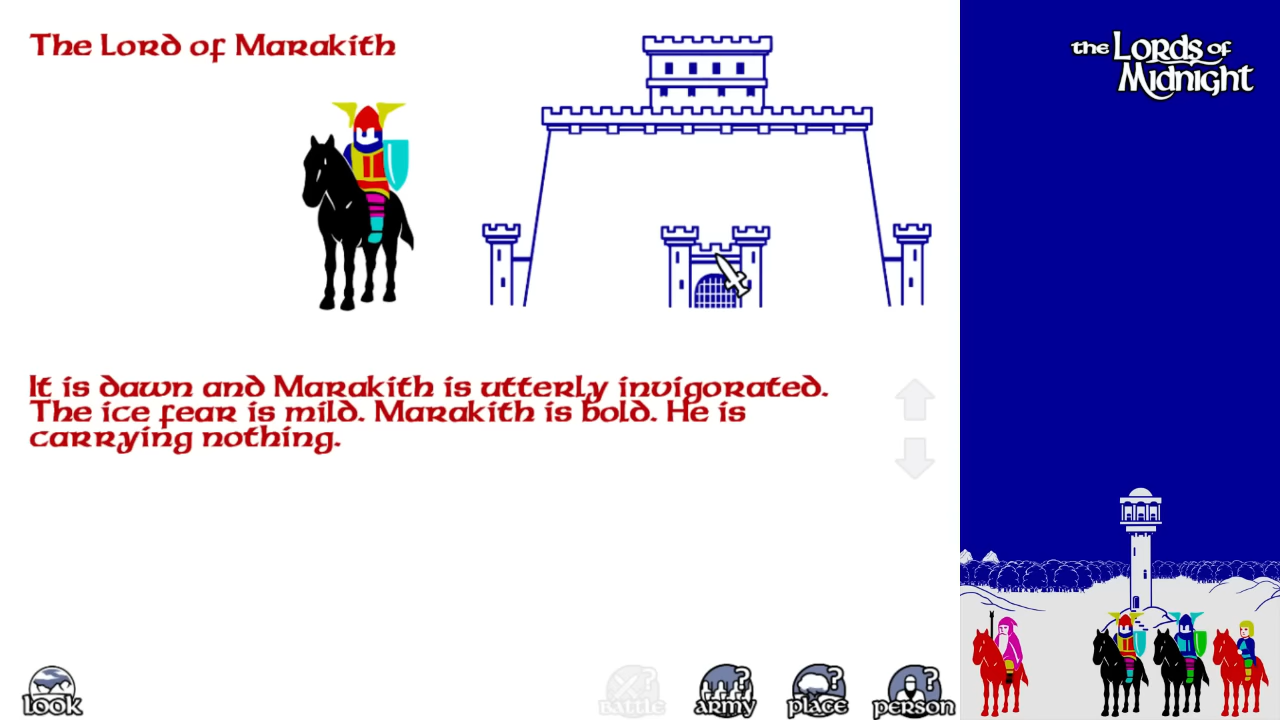 The Lord of Marakith
the Lords of
Midnight
It is dawn and Marakith is utterly invigorated.
The ice fear is mild. Marakith is bold. He is
carrying nothing.
look
BATTLE
army
place
person